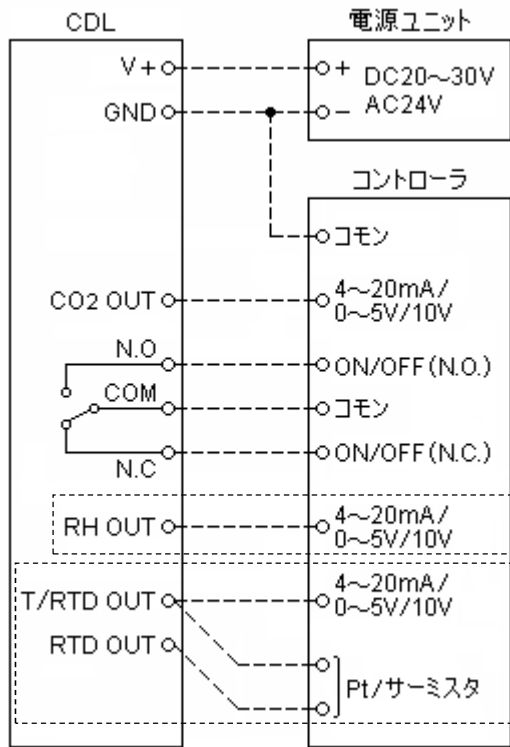 CDL
電源ユニット
V+
+
DC20～30V
GND
−
AC24V
コントローラ
コモン
CO2 OUT
4～20mA/
0～5V/10V
N.O
ON/OFF(N.O.)
COM
コモン
N.C
ON/OFF(N.C.)
RH OUT
4～20mA/
0～5V/10V
T/RTD OUT
4～20mA/
0～5V/10V
RTD OUT
Pt/サーミスタ